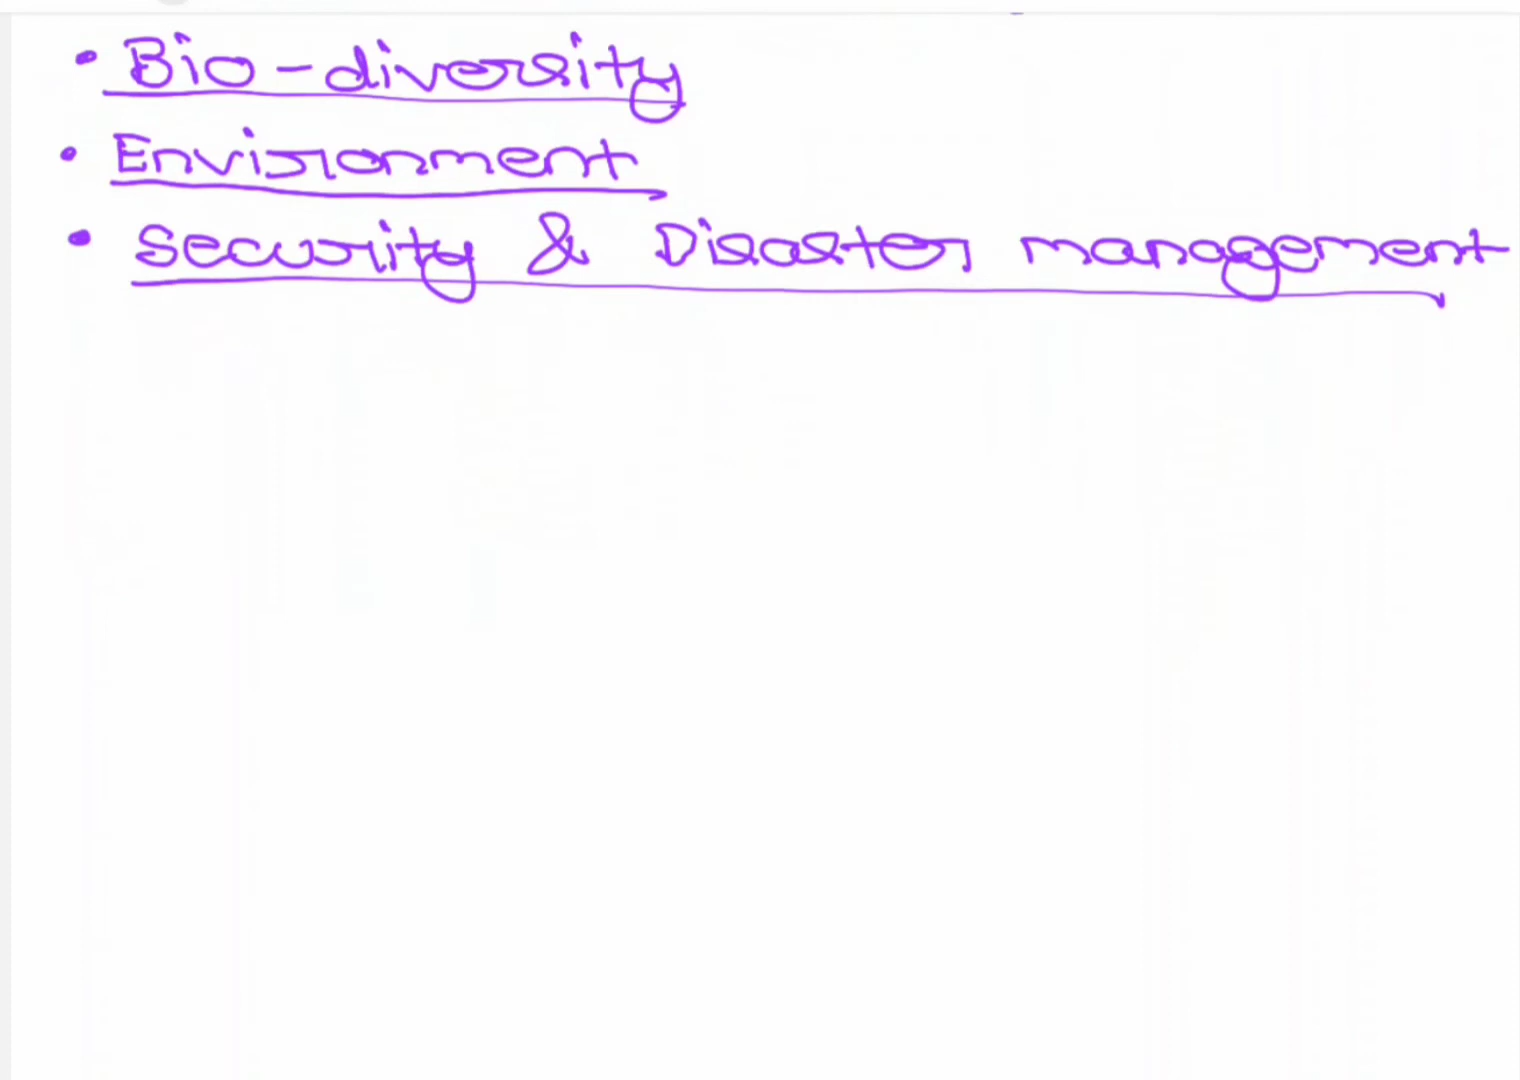 • Bio-diversity
• Environment
• Security & Disaster management